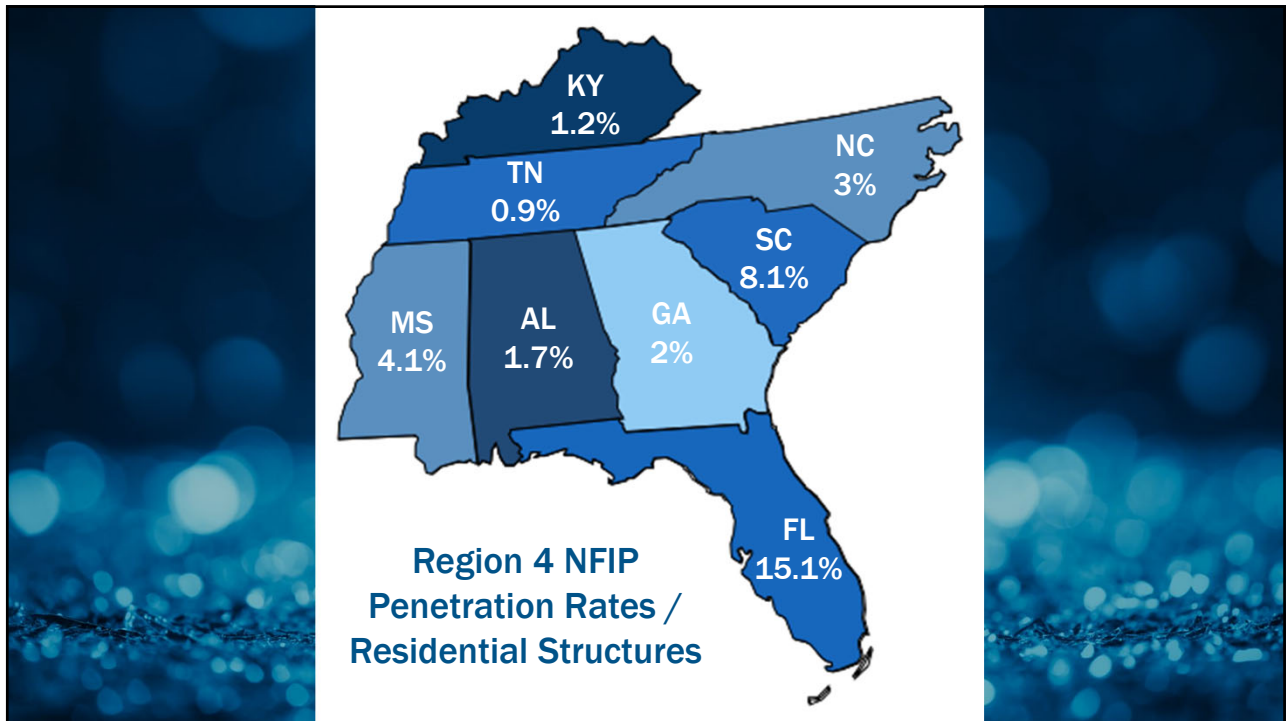 KY
1.2%
NC
3%
TN
0.9%
SC
8.1%
MS
4.1%
AL
1.7%
GA
2%
FL
15.1%
Region 4 NFIP
Penetration Rates /
Residential Structures